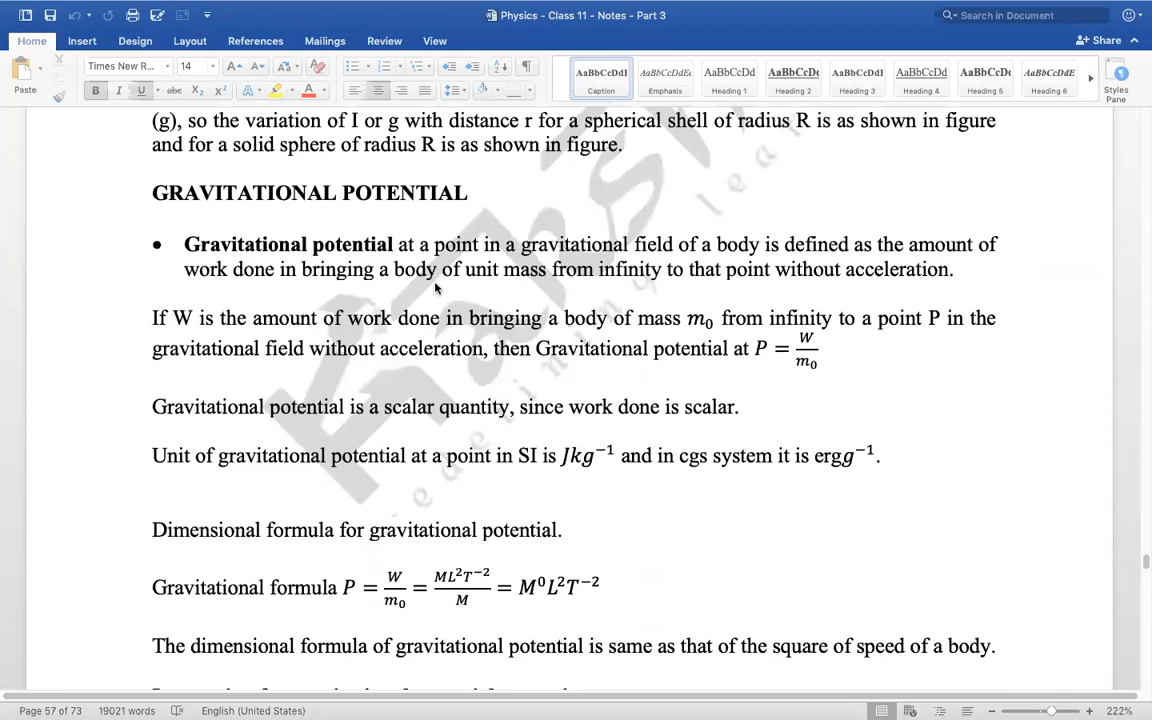 Physics - Class 11 - Notes - Part 3
Search in Document
Home Insert Design Layout References Mailings Review View
Share
Paste
Times New R... 14
AaBbCcDdI AaBbCcDdEe AaBbCcDd AaBbCcDc AaBbCcDdI AaBbCcDd AaBbCcDc AaBbCcDdE
Caption Emphasis Heading 1 Heading 2 Heading 3 Heading 4 Heading 5 Heading 6
Styles Pane
(g), so the variation of I or g with distance r for a spherical shell of radius R is as shown in figure
and for a solid sphere of radius R is as shown in figure.
GRAVITATIONAL POTENTIAL
• Gravitational potential at a point in a gravitational field of a body is defined as the amount of
work done in bringing a body of unit mass from infinity to that point without acceleration.
If W is the amount of work done in bringing a body of mass m₀ from infinity to a point P in the
gravitational field without acceleration, then Gravitational potential at P = W/m₀
Gravitational potential is a scalar quantity, since work done is scalar.
Unit of gravitational potential at a point in SI is Jkg⁻¹ and in cgs system it is ergg⁻¹.
Dimensional formula for gravitational potential.
Gravitational formula P = W/m₀ = ML²T⁻²/M = M⁰L²T⁻²
The dimensional formula of gravitational potential is same as that of the square of speed of a body.
Page 57 of 73 19021 words English (United States) 222%